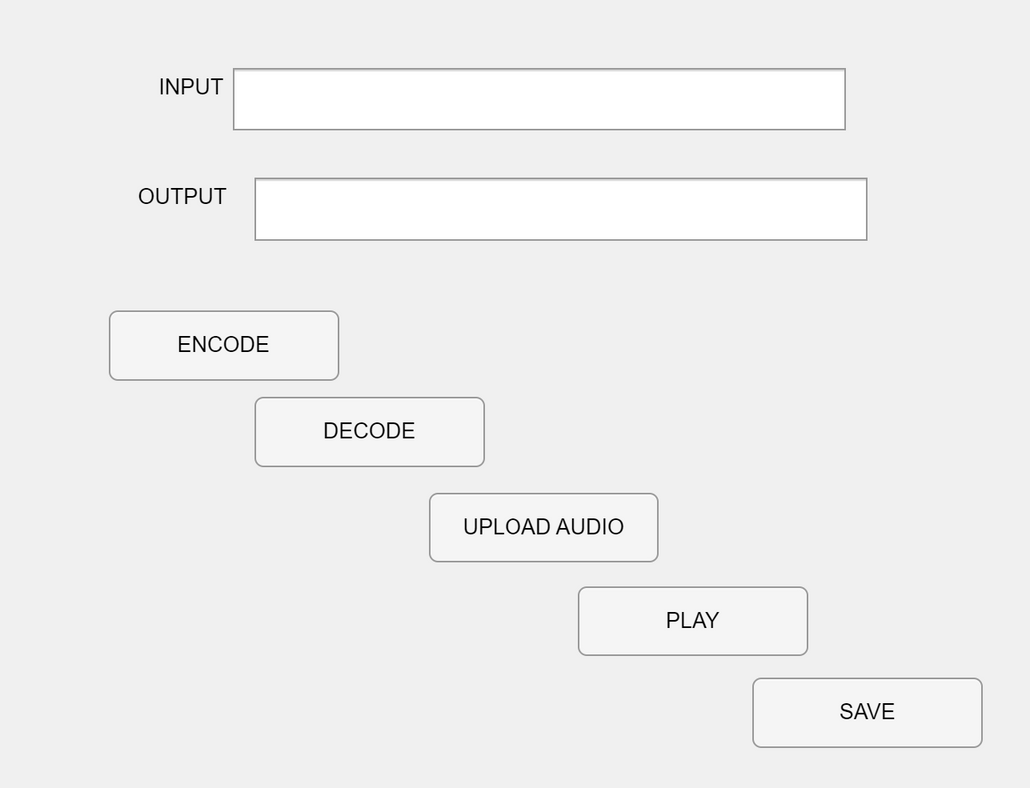 INPUT
OUTPUT
ENCODE
DECODE
UPLOAD AUDIO
PLAY
SAVE